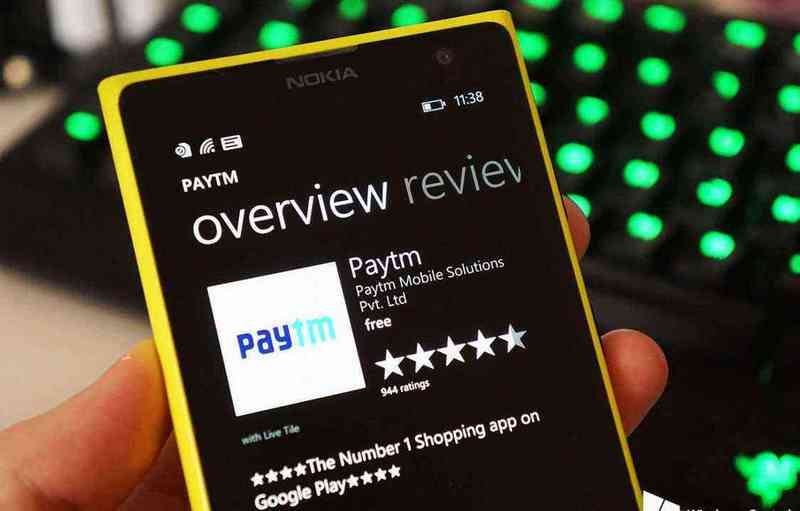 NOKIA
11:38
PAYTM
overview review
Paytm
Paytm Mobile Solutions
Pvt. Ltd
free
paytm
944 ratings
with Live Tile
★★★★The Number 1 Shopping app on
Google Play★★★★